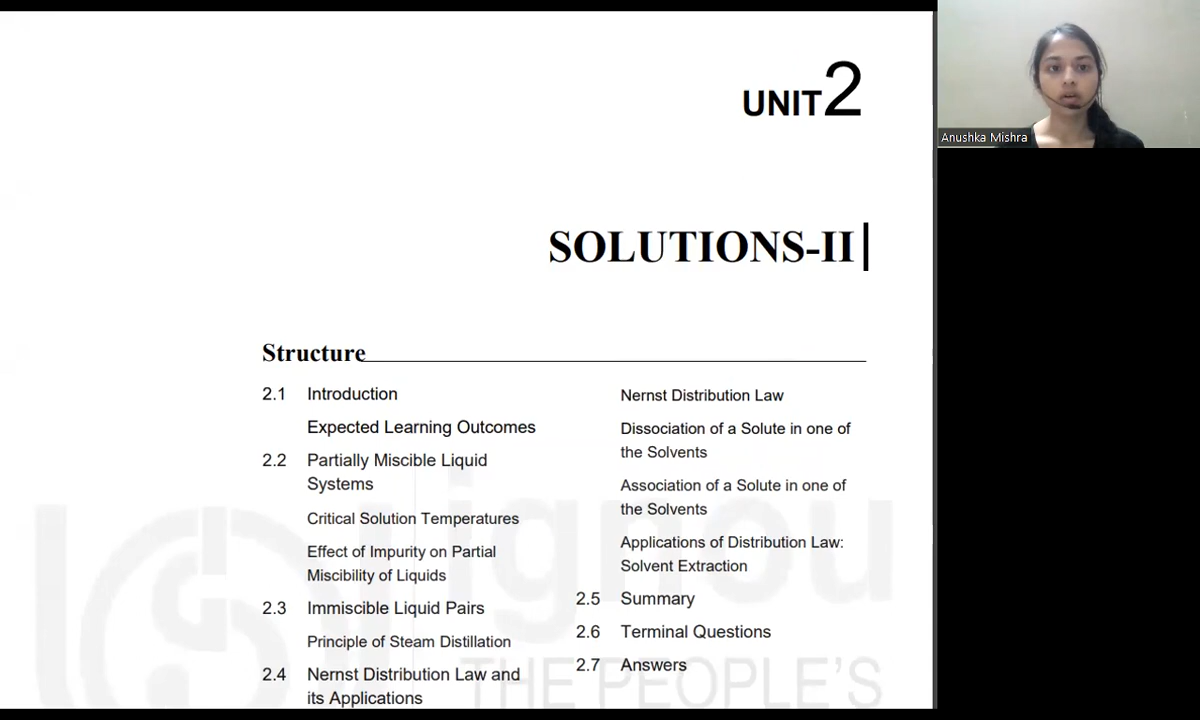 UNIT 2
SOLUTIONS-II
Structure
2.1 Introduction
Expected Learning Outcomes
2.2 Partially Miscible Liquid
Systems
Critical Solution Temperatures
Effect of Impurity on Partial
Miscibility of Liquids
2.3 Immiscible Liquid Pairs
Principle of Steam Distillation
2.4 Nernst Distribution Law and
its Applications
Nernst Distribution Law
Dissociation of a Solute in one of
the Solvents
Association of a Solute in one of
the Solvents
Applications of Distribution Law:
Solvent Extraction
2.5 Summary
2.6 Terminal Questions
2.7 Answers
ignou
THE PEOPLE'S
Anushka Mishra